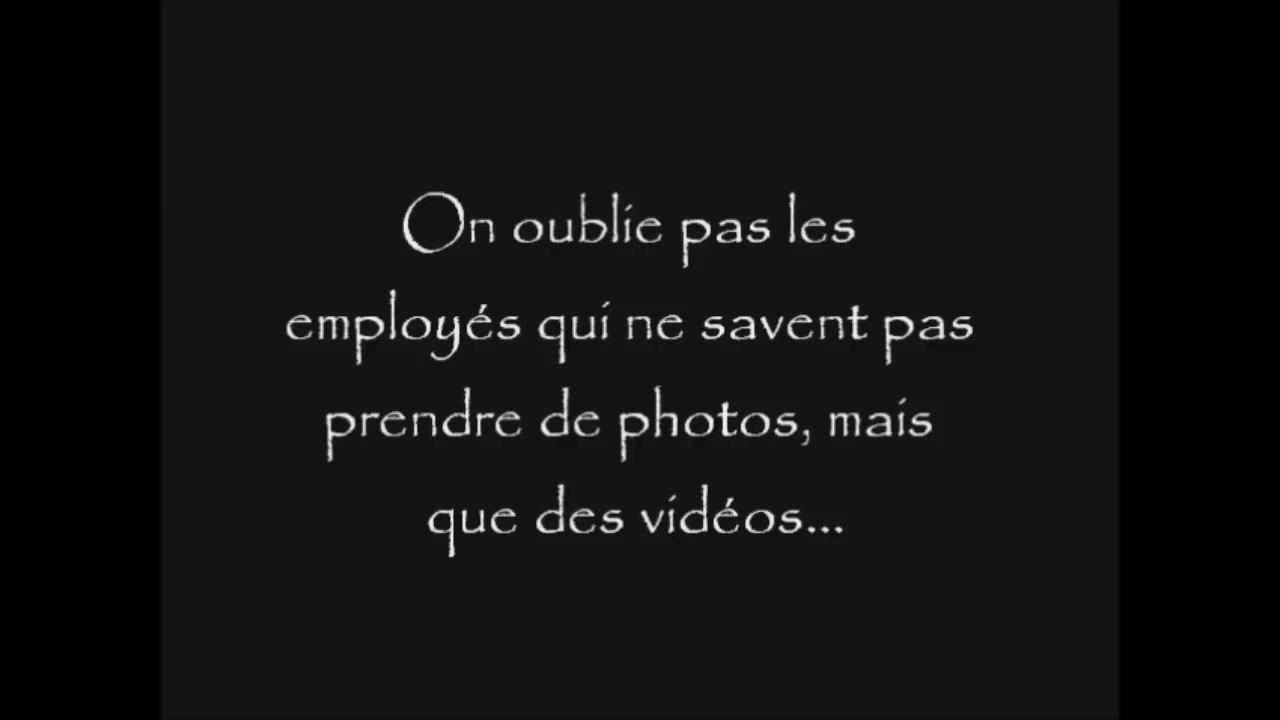 On oublie pas les
employés qui ne savent pas
prendre de photos, mais
que des vidéos...